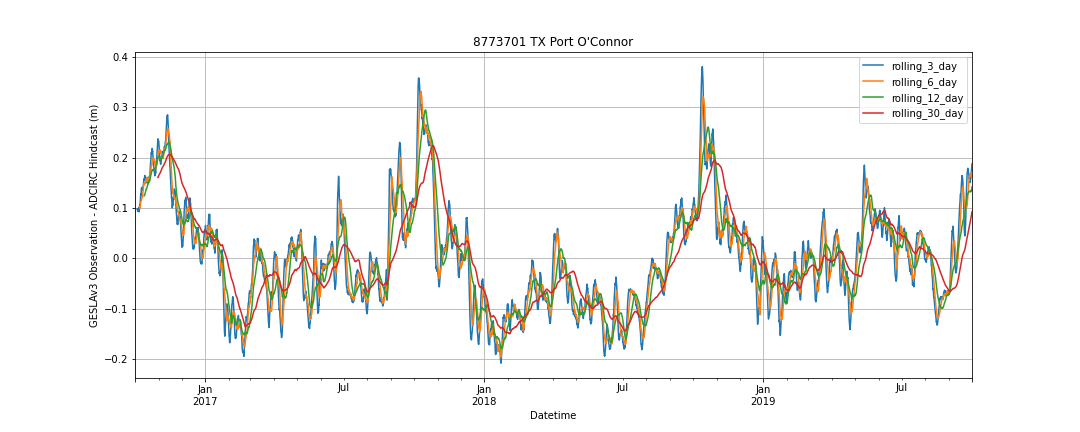 8773701 TX Port O'Connor
GESLAv3 Observation - ADCIRC Hindcast (m)
0.4
0.3
0.2
0.1
0.0
−0.1
−0.2
rolling_3_day
rolling_6_day
rolling_12_day
rolling_30_day
Jan
2017
Jul
Jan
2018
Jul
Jan
2019
Jul
Datetime